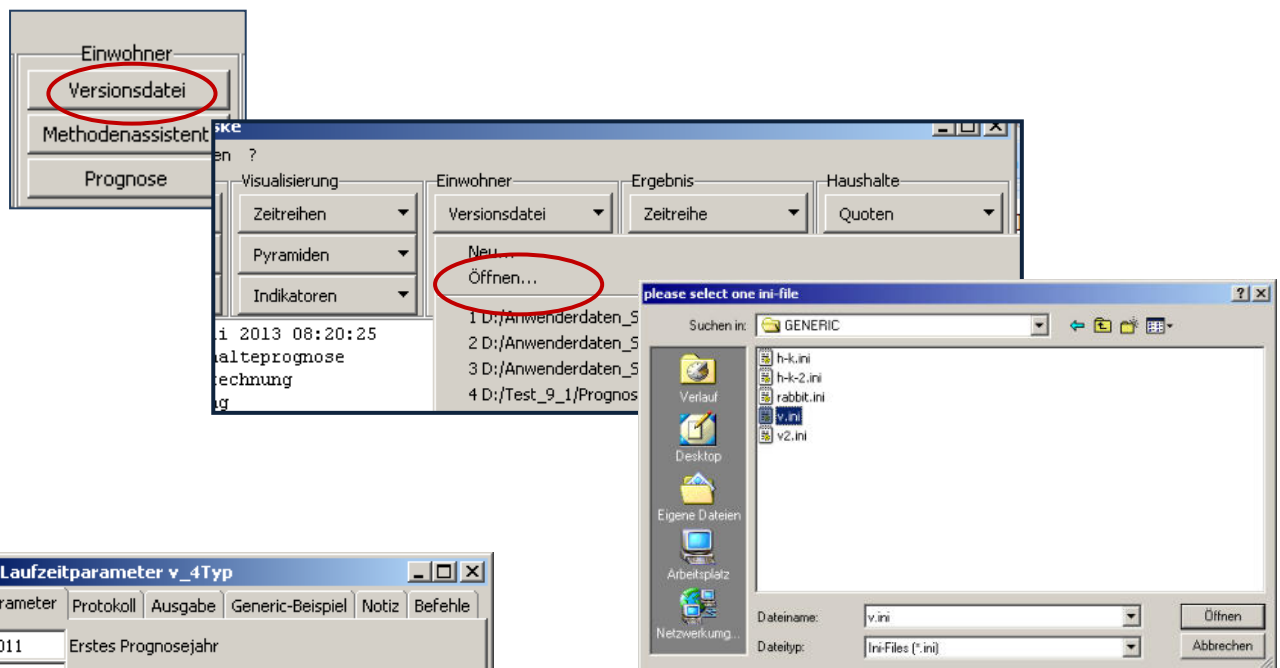 Einwohner
Versionsdatei
Methodenassistent
Prognose
ske
en ?
Visualisierung
Einwohner
Ergebnis
Haushalte
Zeitreihen
Versionsdatei
Zeitreihe
Quoten
Pyramiden
Neu...
Indikatoren
Öffnen...
i 2013 08:20:25
alteprognose
echnung
g
1 D:/Anwenderdaten_S
2 D:/Anwenderdaten_S
3 D:/Anwenderdaten_S
4 D:/Test_9_1/Prognos
please select one ini-file
Suchen in:
GENERIC
Verlauf
Desktop
Eigene Dateien
Arbeitsplatz
Netzwerkumg...
h-k.ini
h-k-2.ini
rabbit.ini
v.ini
v2.ini
Dateiname:
v.ini
Öffnen
Dateityp:
Ini-Files (*.ini)
Abbrechen
Laufzeitparameter v_4Typ
rameter Protokoll Ausgabe Generic-Beispiel Notiz Befehle
011 Erstes Prognosejahr